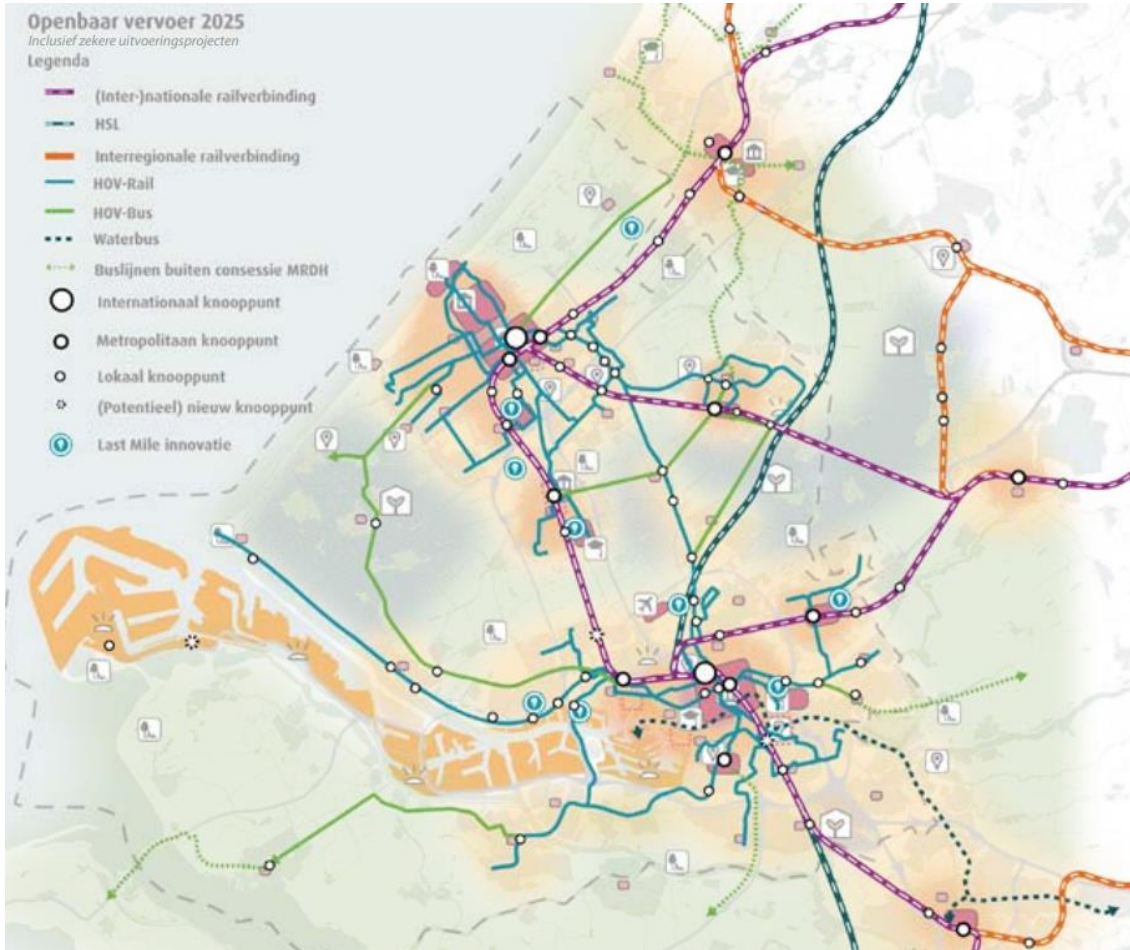 Openbaar vervoer 2025
Inclusief zekere uitvoeringsprojecten
Legenda
(Inter-)nationale railverbinding
HSL
Interregionale railverbinding
HOV-Rail
HOV-Bus
Waterbus
Buslijnen buiten consessie MRDH
Internationaal knooppunt
Metropolitaan knooppunt
Lokaal knooppunt
(Potentieel) nieuw knooppunt
Last Mile innovatie